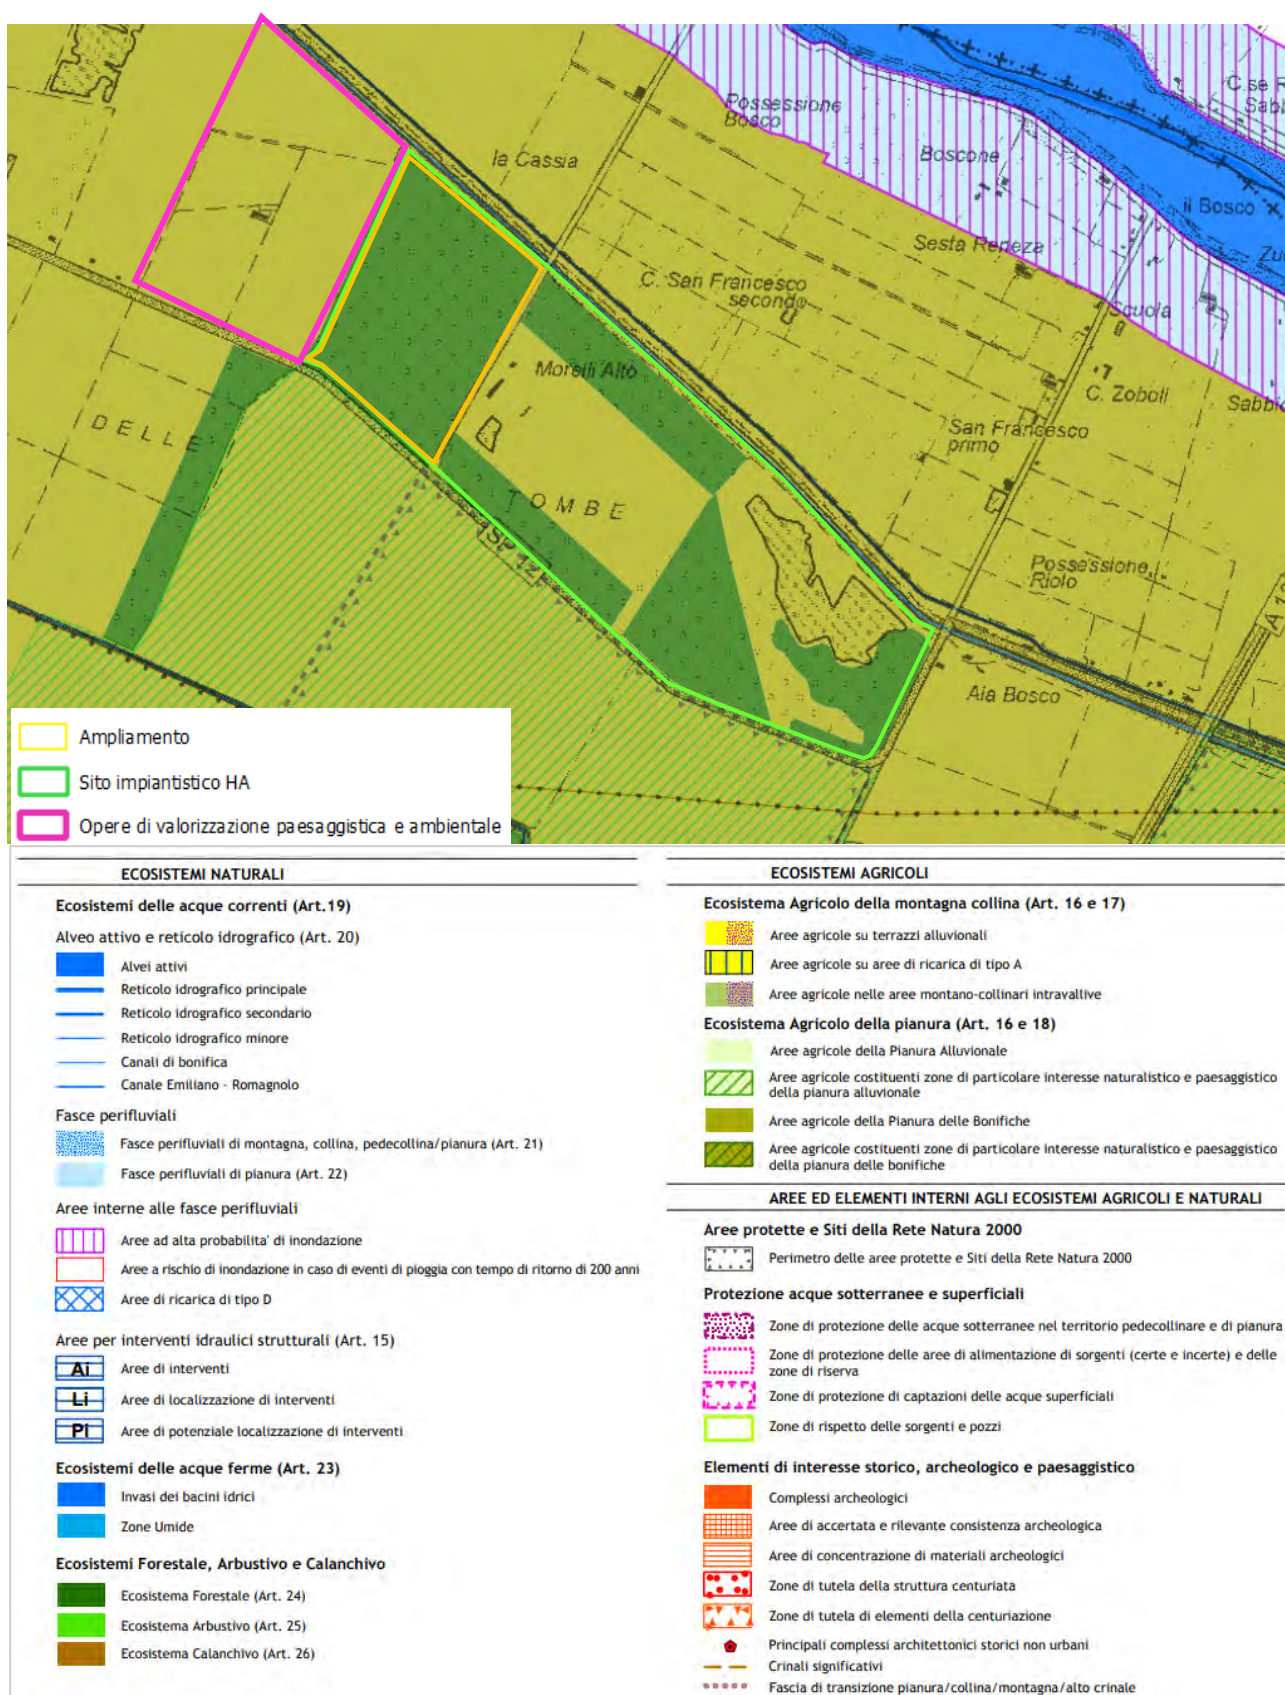 C.se R
Sab
Possessione
Bosco
Boscone
la Cassia
il Bosco
Sesta Reneza
Zu
C. San Francesco
secondo
Scuola
Morelli Alto
C. Zoboli
Sabbio
DELLE
San Francesco
primo
TOMBE
SP 12
Possessione
Riolo
Aia Bosco
Ampliamento
Sito impiantistico HA
Opere di valorizzazione paesaggistica e ambientale
ECOSISTEMI NATURALI
Ecosistemi delle acque correnti (Art.19)
Alveo attivo e reticolo idrografico (Art. 20)
Alvei attivi
Reticolo idrografico principale
Reticolo idrografico secondario
Reticolo idrografico minore
Canali di bonifica
Canale Emiliano - Romagnolo
Fasce perifluviali
Fasce perifluviali di montagna, collina, pedecollina/pianura (Art. 21)
Fasce perifluviali di pianura (Art. 22)
Aree interne alle fasce perifluviali
Aree ad alta probabilita' di inondazione
Aree a rischio di inondazione in caso di eventi di pioggia con tempo di ritorno di 200 anni
Aree di ricarica di tipo D
Aree per interventi idraulici strutturali (Art. 15)
Ai Aree di interventi
Li Aree di localizzazione di interventi
Pi Aree di potenziale localizzazione di interventi
Ecosistemi delle acque ferme (Art. 23)
Invasi dei bacini idrici
Zone Umide
Ecosistemi Forestale, Arbustivo e Calanchivo
Ecosistema Forestale (Art. 24)
Ecosistema Arbustivo (Art. 25)
Ecosistema Calanchivo (Art. 26)
ECOSISTEMI AGRICOLI
Ecosistema Agricolo della montagna collina (Art. 16 e 17)
Aree agricole su terrazzi alluvionali
Aree agricole su aree di ricarica di tipo A
Aree agricole nelle aree montano-collinari intravallive
Ecosistema Agricolo della pianura (Art. 16 e 18)
Aree agricole della Pianura Alluvionale
Aree agricole costituenti zone di particolare interesse naturalistico e paesaggistico
della pianura alluvionale
Aree agricole della Pianura delle Bonifiche
Aree agricole costituenti zone di particolare interesse naturalistico e paesaggistico
della pianura delle bonifiche
AREE ED ELEMENTI INTERNI AGLI ECOSISTEMI AGRICOLI E NATURALI
Aree protette e Siti della Rete Natura 2000
Perimetro delle aree protette e Siti della Rete Natura 2000
Protezione acque sotterranee e superficiali
Zone di protezione delle acque sotterranee nel territorio pedecollinare e di pianura
Zone di protezione delle aree di alimentazione di sorgenti (certe e incerte) e delle
zone di riserva
Zone di protezione di captazioni delle acque superficiali
Zone di rispetto delle sorgenti e pozzi
Elementi di interesse storico, archeologico e paesaggistico
Complessi archeologici
Aree di accertata e rilevante consistenza archeologica
Aree di concentrazione di materiali archeologici
Zone di tutela della struttura centuriata
Zone di tutela di elementi della centuriazione
Principali complessi architettonici storici non urbani
Crinali significativi
Fascia di transizione pianura/collina/montagna/alto crinale